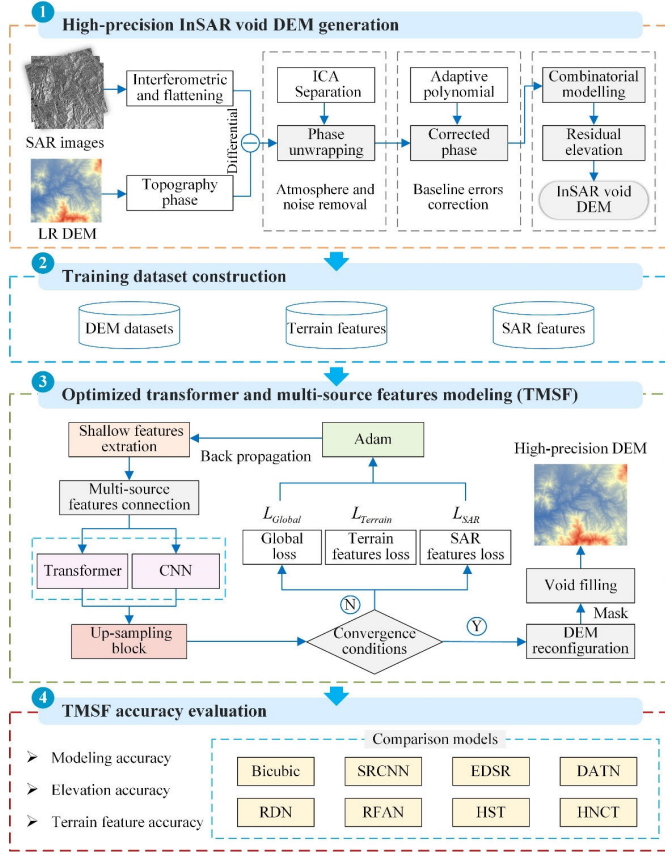 1
High-precision InSAR void DEM generation
SAR images
LR DEM
Interferometric
and flattening
Topography
phase
Differential
ICA
Separation
Phase
unwrapping
Atmosphere and
noise removal
Adaptive
polynomial
Corrected
phase
Baseline errors
correction
Combinatorial
modelling
Residual
elevation
InSAR void
DEM
2
Training dataset construction
DEM datasets
Terrain features
SAR features
3
Optimized transformer and multi-source features modeling (TMSF)
Shallow features
extration
Back propagation
Adam
Multi-source
features connection
Transformer
CNN
Up-sampling
block
L Global
Global
loss
L Terrain
Terrain
features loss
L SAR
SAR
features loss
N
Convergence
conditions
Y
High-precision DEM
Void filling
Mask
DEM
reconfiguration
4
TMSF accuracy evaluation
➢ Modeling accuracy
➢ Elevation accuracy
➢ Terrain feature accuracy
Comparison models
Bicubic
SRCNN
EDSR
DATN
RDN
RFAN
HST
HNCT